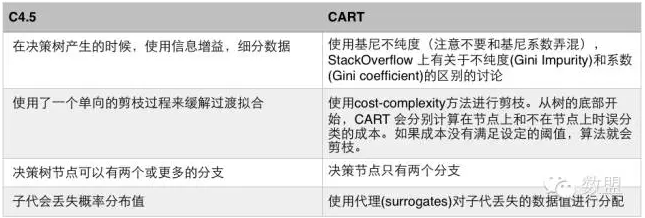 C4.5
CART
在决策树产生的时候，使用信息增益，细分数据
使用基尼不纯度（注意不要和基尼系数弄混），
StackOverflow 上有关于不纯度(Gini Impurity)和系数
(Gini coefficient)的区别的讨论
使用了一个单向的剪枝过程来缓解过渡拟合
使用cost-complexity方法进行剪枝。从树的底部开
始，CART 会分别计算在节点上和不在节点上时误分
类的成本。如果成本没有满足设定的阈值，算法就会
剪枝。
决策树节点可以有两个或更多的分支
决策节点只有两个分支
子代会丢失概率分布值
使用代理(surrogates)对子代丢失的数据值进行分配
数盟